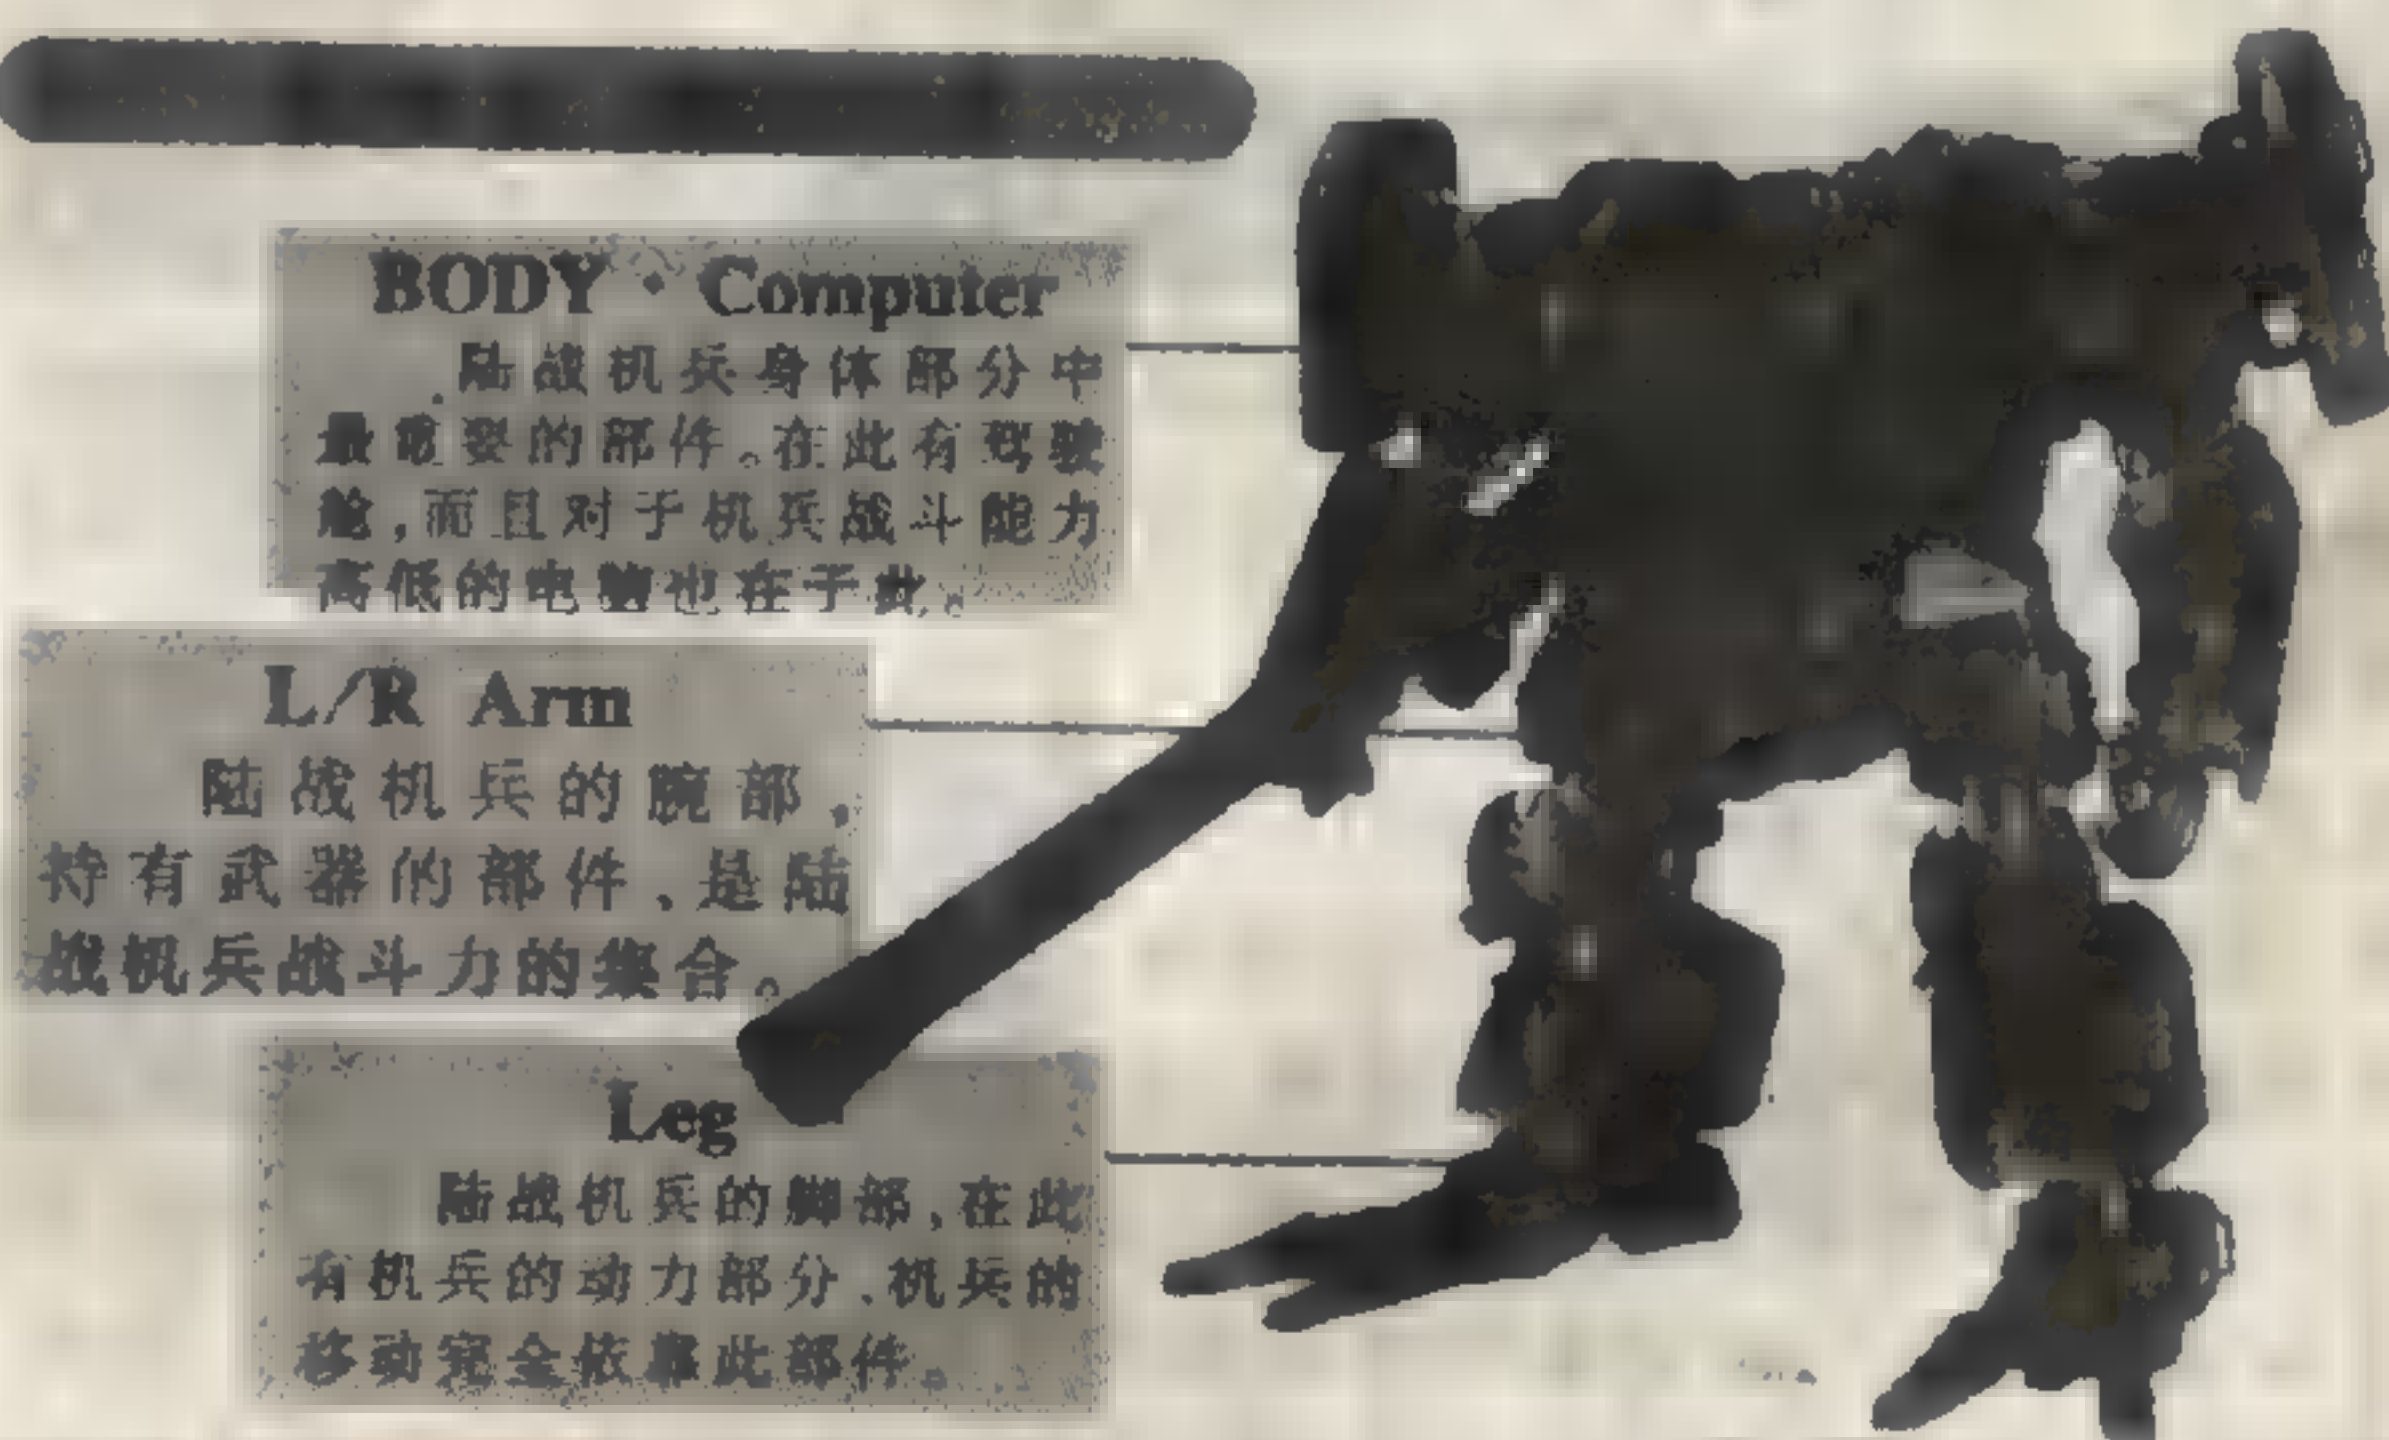 BODY·Computer
陆战机兵身体部分中
最重要的部件。在此有驾驶
舱,而且对于机兵战斗能力
高低的电脑也在于此。
L/R Arm
陆战机兵的腕部、
持有武器的部件、是陆
战机兵战斗力的集合。
Leg
陆战机兵的脚部,在此
有机兵的动力部分、机兵的
移动完全依靠此部件。